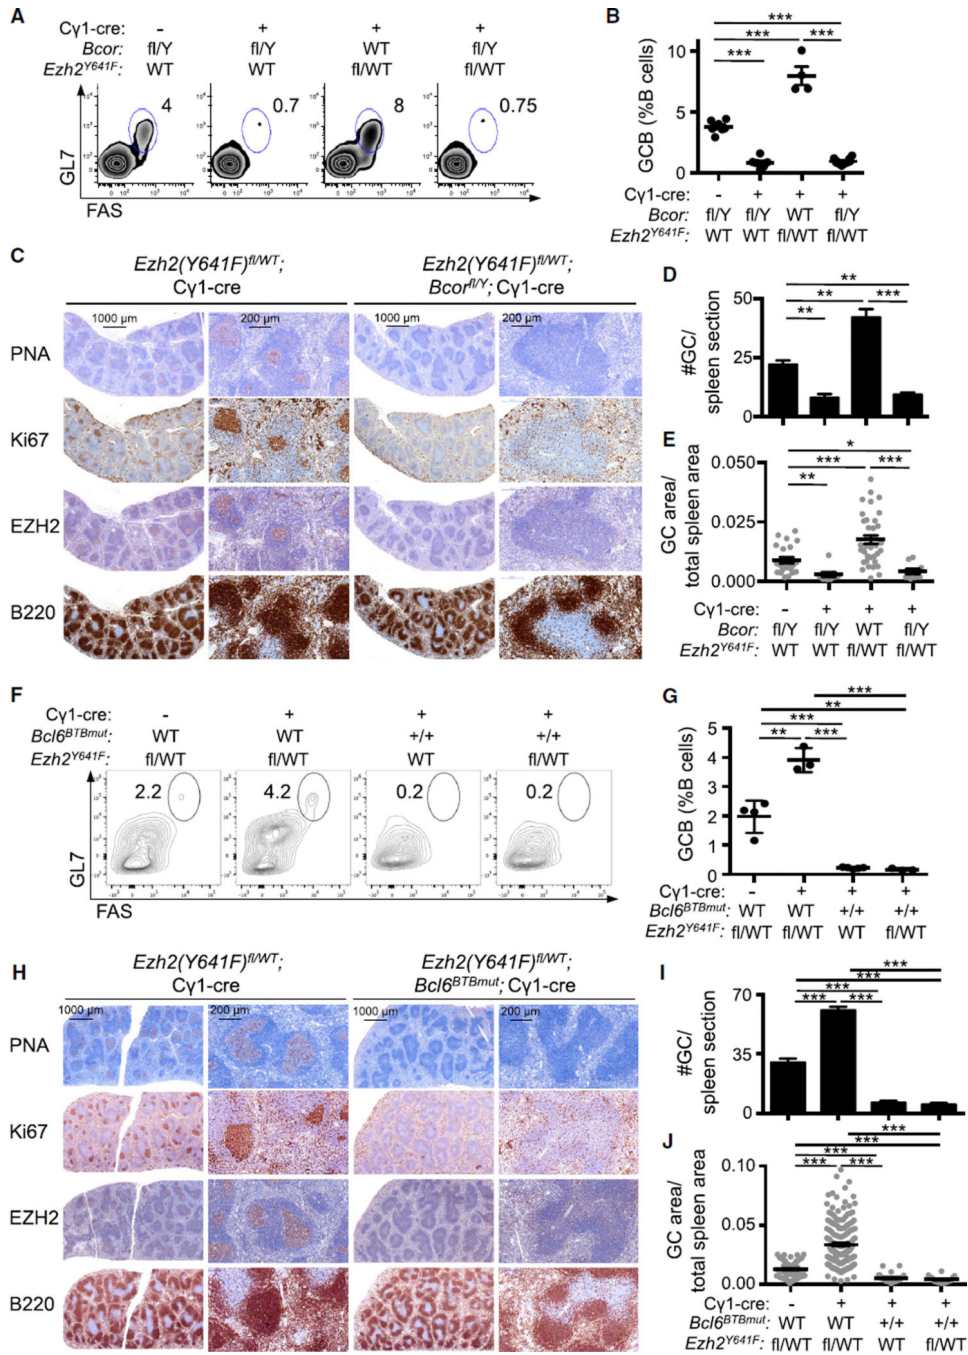 A
Cγ1-cre: - + + +
Bcor: fl/Y fl/Y WT fl/Y
Ezh2Y641F: WT WT fl/WT fl/WT
4 0.7 8 0.75
GL7
FAS
B
*** *** *** ***
GCB (%B cells)
10
5
0
Cγ1-cre: - + + +
Bcor: fl/Y fl/Y WT fl/Y
Ezh2Y641F: WT WT fl/WT fl/WT
C
Ezh2(Y641F)fl/WT; Ezh2(Y641F)fl/WT;
Cγ1-cre Bcorfl/Y; Cγ1-cre
1000 μm 200 μm 1000 μm 200 μm
PNA
Ki67
EZH2
B220
D
** ** *** **
#GC/
spleen section
50
25
0
E
* *** *** **
GC area/
total spleen area
0.050
0.025
0.000
Cγ1-cre: - + + +
Bcor: fl/Y fl/Y WT fl/Y
Ezh2Y641F: WT WT fl/WT fl/WT
F
Cγ1-cre: - + + +
Bcl6BTBmut: WT WT +/+ +/+
Ezh2Y641F: fl/WT fl/WT WT fl/WT
2.2 4.2 0.2 0.2
GL7
FAS
G
*** ** *** ** ***
GCB (%B cells)
5
4
3
2
1
0
Cγ1-cre: - + + +
Bcl6BTBmut: WT WT +/+ +/+
Ezh2Y641F: fl/WT fl/WT WT fl/WT
H
Ezh2(Y641F)fl/WT; Ezh2(Y641F)fl/WT;
Cγ1-cre Bcl6BTBmut; Cγ1-cre
1000 μm 200 μm 1000 μm 200 μm
PNA
Ki67
EZH2
B220
I
*** *** *** *** ***
#GC/
spleen section
70
35
0
J
*** *** *** *** ***
GC area/
total spleen area
0.10
0.05
0.00
Cγ1-cre: - + + +
Bcl6BTBmut: WT WT +/+ +/+
Ezh2Y641F: fl/WT fl/WT WT fl/WT